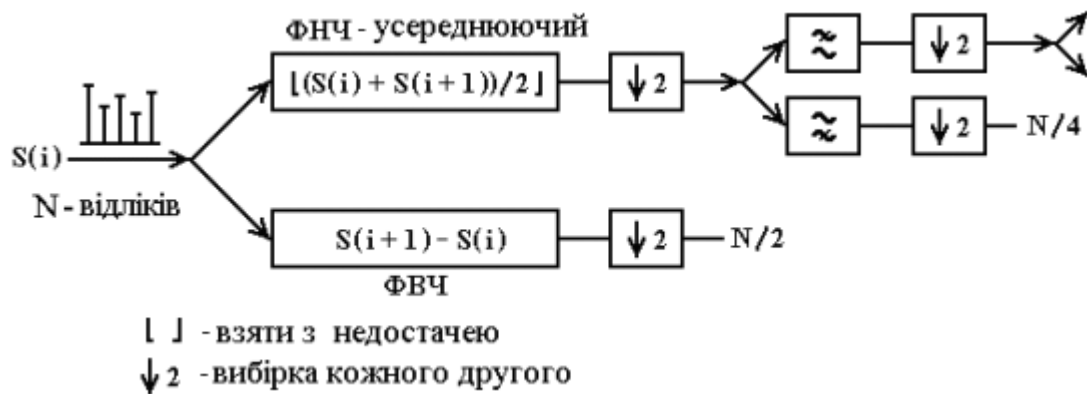 ФНЧ - усереднюючий
⌊(S(i) + S(i+1))/2⌋
↓2
≈
↓2
≈
↓2
N/4
S(i)
N - відліків
S(i+1) - S(i)
↓2
N/2
ФВЧ
⌊ ⌋ - взяти з недостачею
↓2 - вибірка кожного другого